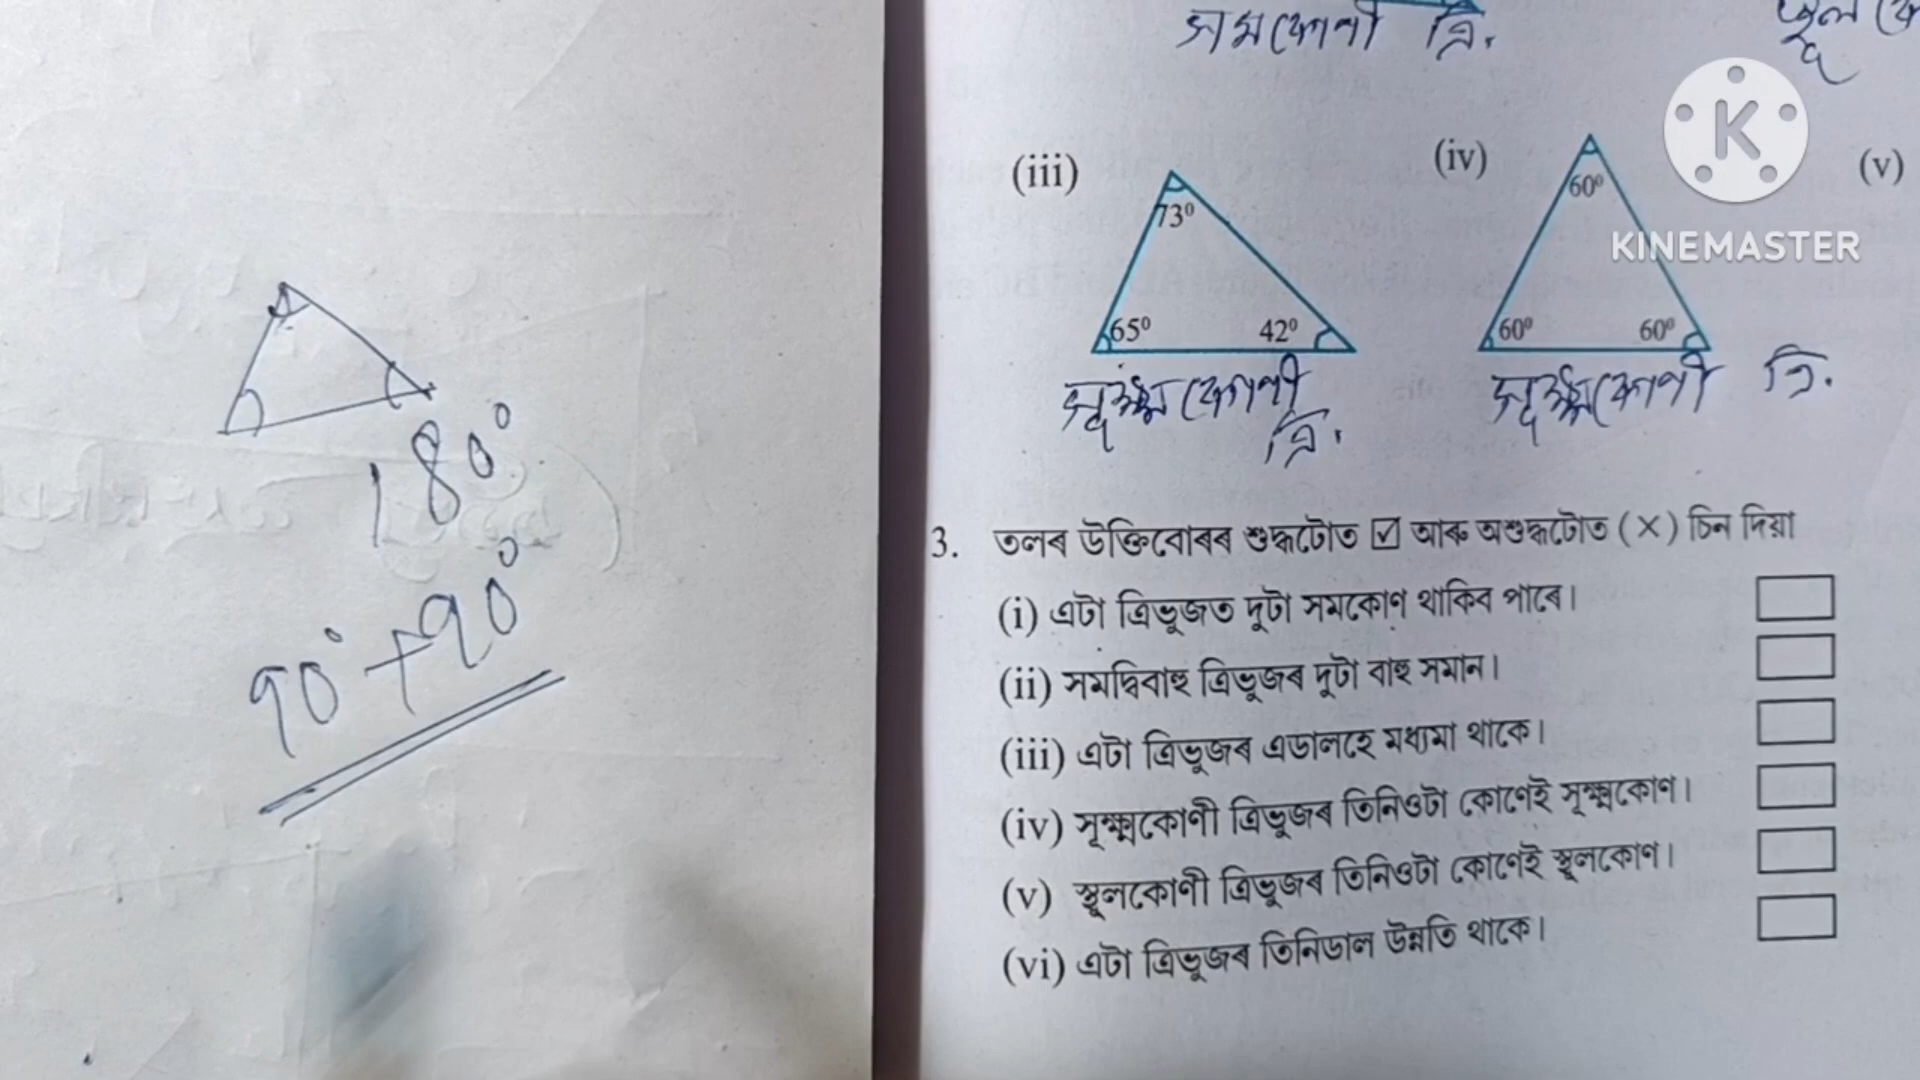 180°
90° + 90°
সমকোণী ত্ৰি.
(iii)
73°
65°
42°
সূক্ষ্মকোণী
ত্ৰি.
(iv)
60°
60°
60°
সূক্ষ্মকোণী ত্ৰি.
(v)
KINEMASTER
3. তলৰ উক্তিবোৰৰ শুদ্ধটোত ☑ আৰু অশুদ্ধটোত (×) চিন দিয়া
(i) এটা ত্ৰিভুজত দুটা সমকোণ থাকিব পাৰে।
(ii) সমদ্বিবাহু ত্ৰিভুজৰ দুটা বাহু সমান।
(iii) এটা ত্ৰিভুজৰ এডালহে মধ্যমা থাকে।
(iv) সূক্ষ্মকোণী ত্ৰিভুজৰ তিনিওটা কোণেই সূক্ষ্মকোণ।
(v) স্থূলকোণী ত্ৰিভুজৰ তিনিওটা কোণেই স্থূলকোণ।
(vi) এটা ত্ৰিভুজৰ তিনিডাল উন্নতি থাকে।